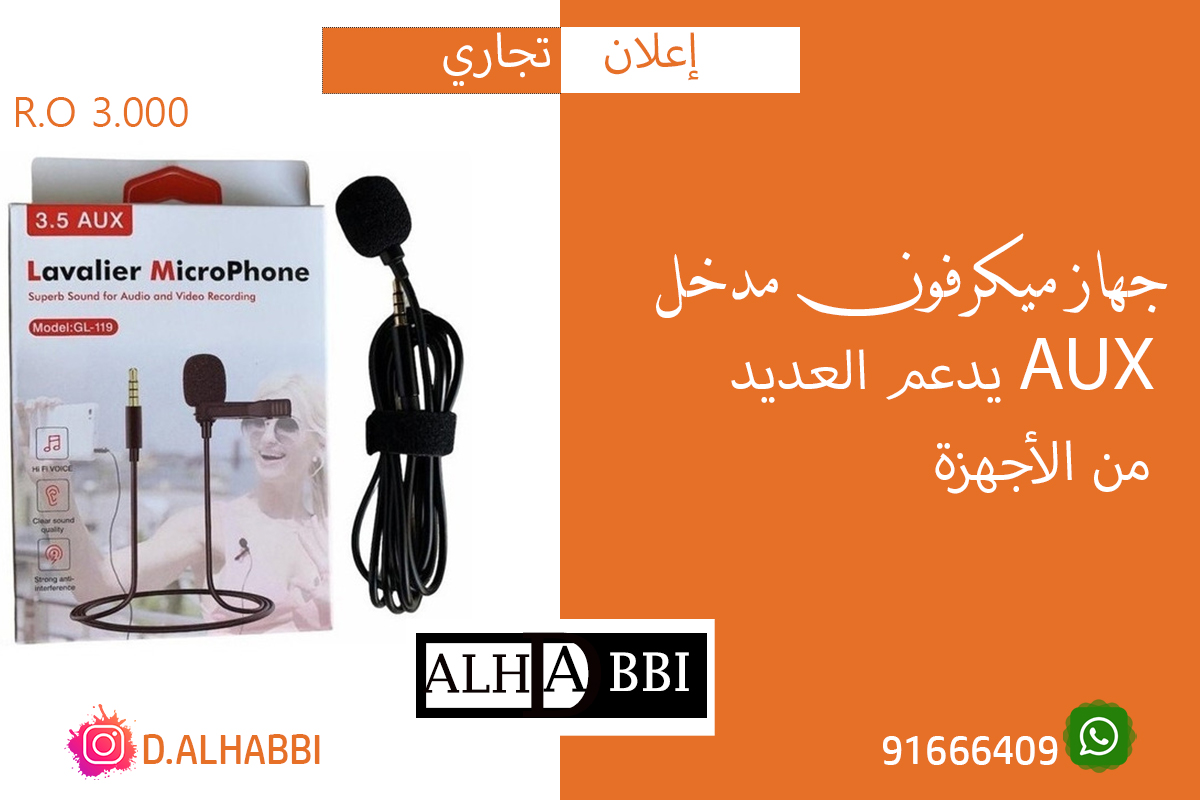 إعلان تجاري
R.O 3.000
3.5 AUX
Lavalier MicroPhone
Superb Sound for Audio and Video Recording
Model:GL-119
Hi Fi.VOICE
Clear sound
quality
Strong anti-
interference
جهاز ميكرفون مدخل
AUX يدعم العديد
من الأجهزة
ALHABBI
D.ALHABBI
91666409